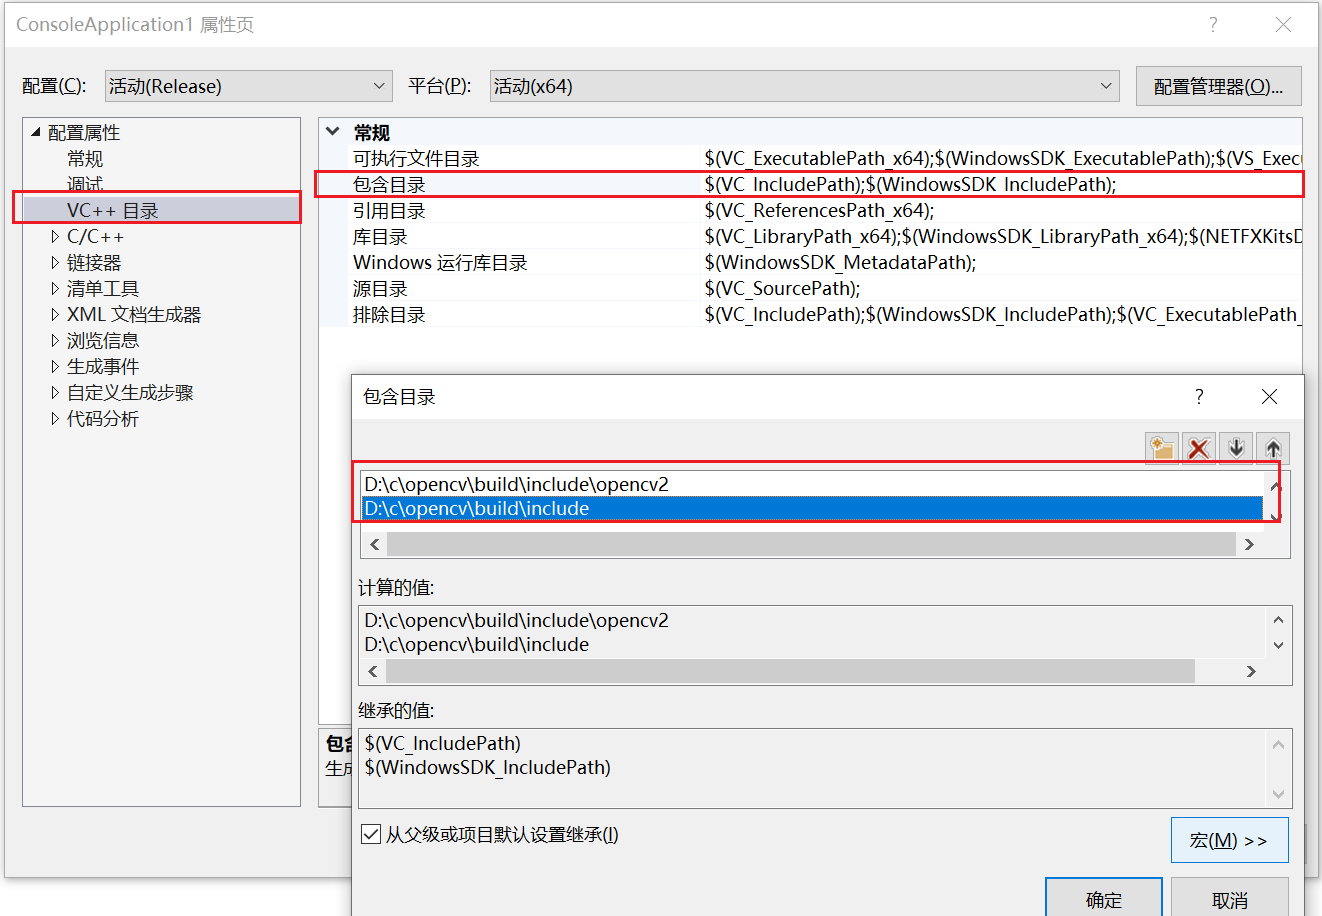 ConsoleApplication1 属性页
配置(C): 活动(Release) 平台(P): 活动(x64) 配置管理器(O)...
配置属性
常规
调试
VC++ 目录
C/C++
链接器
清单工具
XML 文档生成器
浏览信息
生成事件
自定义生成步骤
代码分析
常规
可执行文件目录 $(VC_ExecutablePath_x64);$(WindowsSDK_ExecutablePath);$(VS_Execu
包含目录 $(VC_IncludePath);$(WindowsSDK_IncludePath);
引用目录 $(VC_ReferencesPath_x64);
库目录 $(VC_LibraryPath_x64);$(WindowsSDK_LibraryPath_x64);$(NETFXKitsD
Windows 运行库目录 $(WindowsSDK_MetadataPath);
源目录 $(VC_SourcePath);
排除目录 $(VC_IncludePath);$(WindowsSDK_IncludePath);$(VC_ExecutablePath_
包含
生成
包含目录
D:\c\opencv\build\include\opencv2
D:\c\opencv\build\include
计算的值:
D:\c\opencv\build\include\opencv2
D:\c\opencv\build\include
继承的值:
$(VC_IncludePath)
$(WindowsSDK_IncludePath)
从父级或项目默认设置继承(I)
宏(M) >>
确定 取消